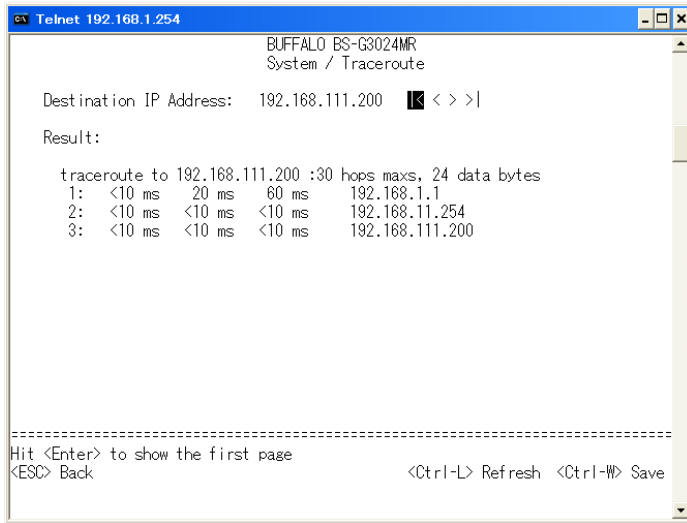 Telnet 192.168.1.254
BUFFALO BS-G3024MR
System / Traceroute
Destination IP Address: 192.168.111.200 |< < > >|
Result:
traceroute to 192.168.111.200 :30 hops maxs, 24 data bytes
1: <10 ms 20 ms 60 ms 192.168.1.1
2: <10 ms <10 ms <10 ms 192.168.11.254
3: <10 ms <10 ms <10 ms 192.168.111.200
================================================================================
Hit <Enter> to show the first page
<ESC> Back <Ctrl-L> Refresh <Ctrl-W> Save